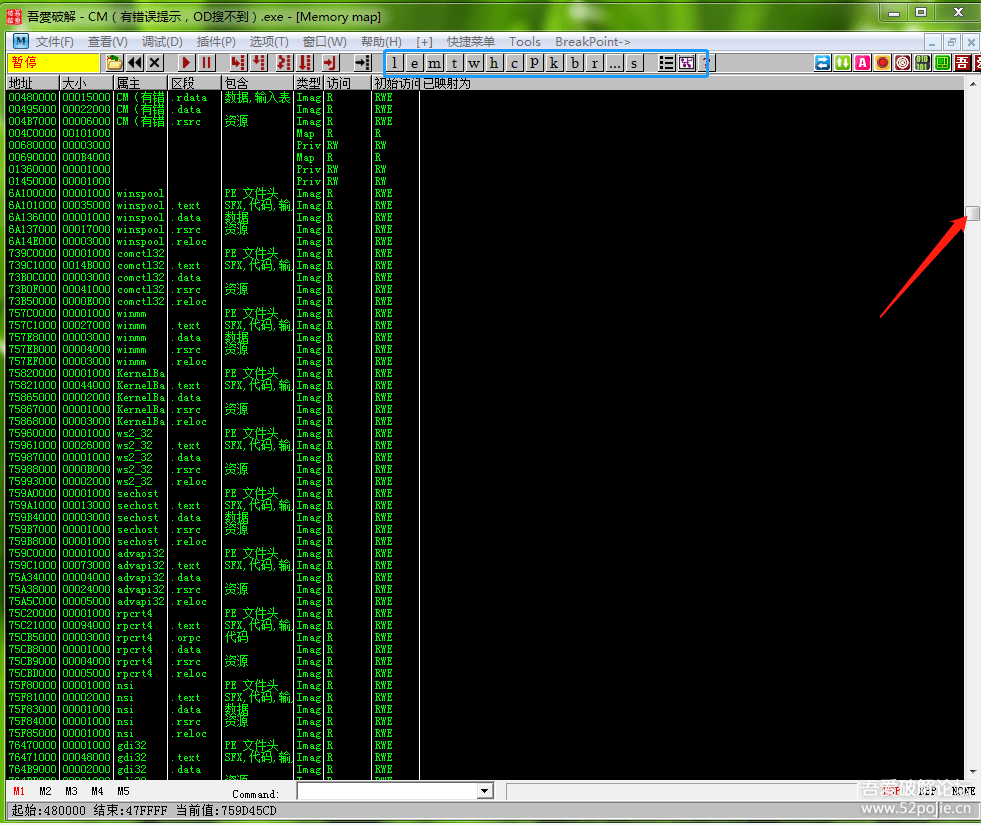 吾爱破解 - CM（有错误提示，OD搜不到）.exe - [Memory map]
文件(F) 查看(V) 调试(D) 插件(P) 选项(T) 窗口(W) 帮助(H) [+] 快捷菜单 Tools BreakPoint->
暂停 l e m t w h c P k b r ... s ?
地址 大小 属主 区段 包含 类型 访问 初始访问 已映射为
00480000 00015000 CM（有错 .rdata 数据,输入表 Imag R RWE
00495000 00022000 CM（有错 .data Imag R RWE
004B7000 00006000 CM（有错 .rsrc 资源 Imag R RWE
004C0000 00101000 Map R R
00680000 00003000 Priv RW RW
00690000 000B4000 Map R R
01360000 00001000 Priv RW RW
01450000 00001000 Priv RW RW
6A100000 00001000 winspool PE 文件头 Imag R RWE
6A101000 00035000 winspool .text SFX,代码,输 Imag R RWE
6A136000 00001000 winspool .data 数据 Imag R RWE
6A137000 00017000 winspool .rsrc 资源 Imag R RWE
6A14E000 00003000 winspool .reloc Imag R RWE
739C0000 00001000 comctl32 PE 文件头 Imag R RWE
739C1000 0014B000 comctl32 .text SFX,代码,输 Imag R RWE
73B0C000 00003000 comctl32 .data Imag R RWE
73B0F000 00041000 comctl32 .rsrc 资源 Imag R RWE
73B50000 0000E000 comctl32 .reloc Imag R RWE
757C0000 00001000 winmm PE 文件头 Imag R RWE
757C1000 00027000 winmm .text SFX,代码,输 Imag R RWE
757E8000 00003000 winmm .data 数据 Imag R RWE
757EB000 00004000 winmm .rsrc 资源 Imag R RWE
757EF000 00003000 winmm .reloc Imag R RWE
75820000 00001000 KernelBa PE 文件头 Imag R RWE
75821000 00044000 KernelBa .text SFX,代码,输 Imag R RWE
75865000 00002000 KernelBa .data Imag R RWE
75867000 00001000 KernelBa .rsrc 资源 Imag R RWE
75868000 00003000 KernelBa .reloc Imag R RWE
75960000 00001000 ws2_32 PE 文件头 Imag R RWE
75961000 00026000 ws2_32 .text SFX,代码,输 Imag R RWE
75987000 00001000 ws2_32 .data Imag R RWE
75988000 0000B000 ws2_32 .rsrc 资源 Imag R RWE
75993000 00002000 ws2_32 .reloc Imag R RWE
759A0000 00001000 sechost PE 文件头 Imag R RWE
759A1000 00013000 sechost .text SFX,代码,输 Imag R RWE
759B4000 00003000 sechost .data 数据 Imag R RWE
759B7000 00001000 sechost .rsrc 资源 Imag R RWE
759B8000 00001000 sechost .reloc Imag R RWE
759C0000 00001000 advapi32 PE 文件头 Imag R RWE
759C1000 00073000 advapi32 .text SFX,代码,输 Imag R RWE
75A34000 00004000 advapi32 .data Imag R RWE
75A38000 00024000 advapi32 .rsrc 资源 Imag R RWE
75A5C000 00005000 advapi32 .reloc Imag R RWE
75C20000 00001000 rpcrt4 PE 文件头 Imag R RWE
75C21000 00094000 rpcrt4 .text SFX,代码,输 Imag R RWE
75CB5000 00003000 rpcrt4 .orpc 代码 Imag R RWE
75CB8000 00001000 rpcrt4 .data Imag R RWE
75CB9000 00004000 rpcrt4 .rsrc 资源 Imag R RWE
75CBD000 00005000 rpcrt4 .reloc Imag R RWE
75F80000 00001000 nsi PE 文件头 Imag R RWE
75F81000 00002000 nsi .text SFX,代码,输 Imag R RWE
75F83000 00001000 nsi .data 数据 Imag R RWE
75F84000 00001000 nsi .rsrc 资源 Imag R RWE
75F85000 00001000 nsi .reloc Imag R RWE
76470000 00001000 gdi32 PE 文件头 Imag R RWE
76471000 00048000 gdi32 .text SFX,代码,输 Imag R RWE
764B9000 00002000 gdi32 .data Imag R RWE
M1 M2 M3 M4 M5 Command: ESP EBP NONE
起始:480000 结束:47FFFF 当前值:759D45CD
吾爱破解论坛
www.52pojie.cn